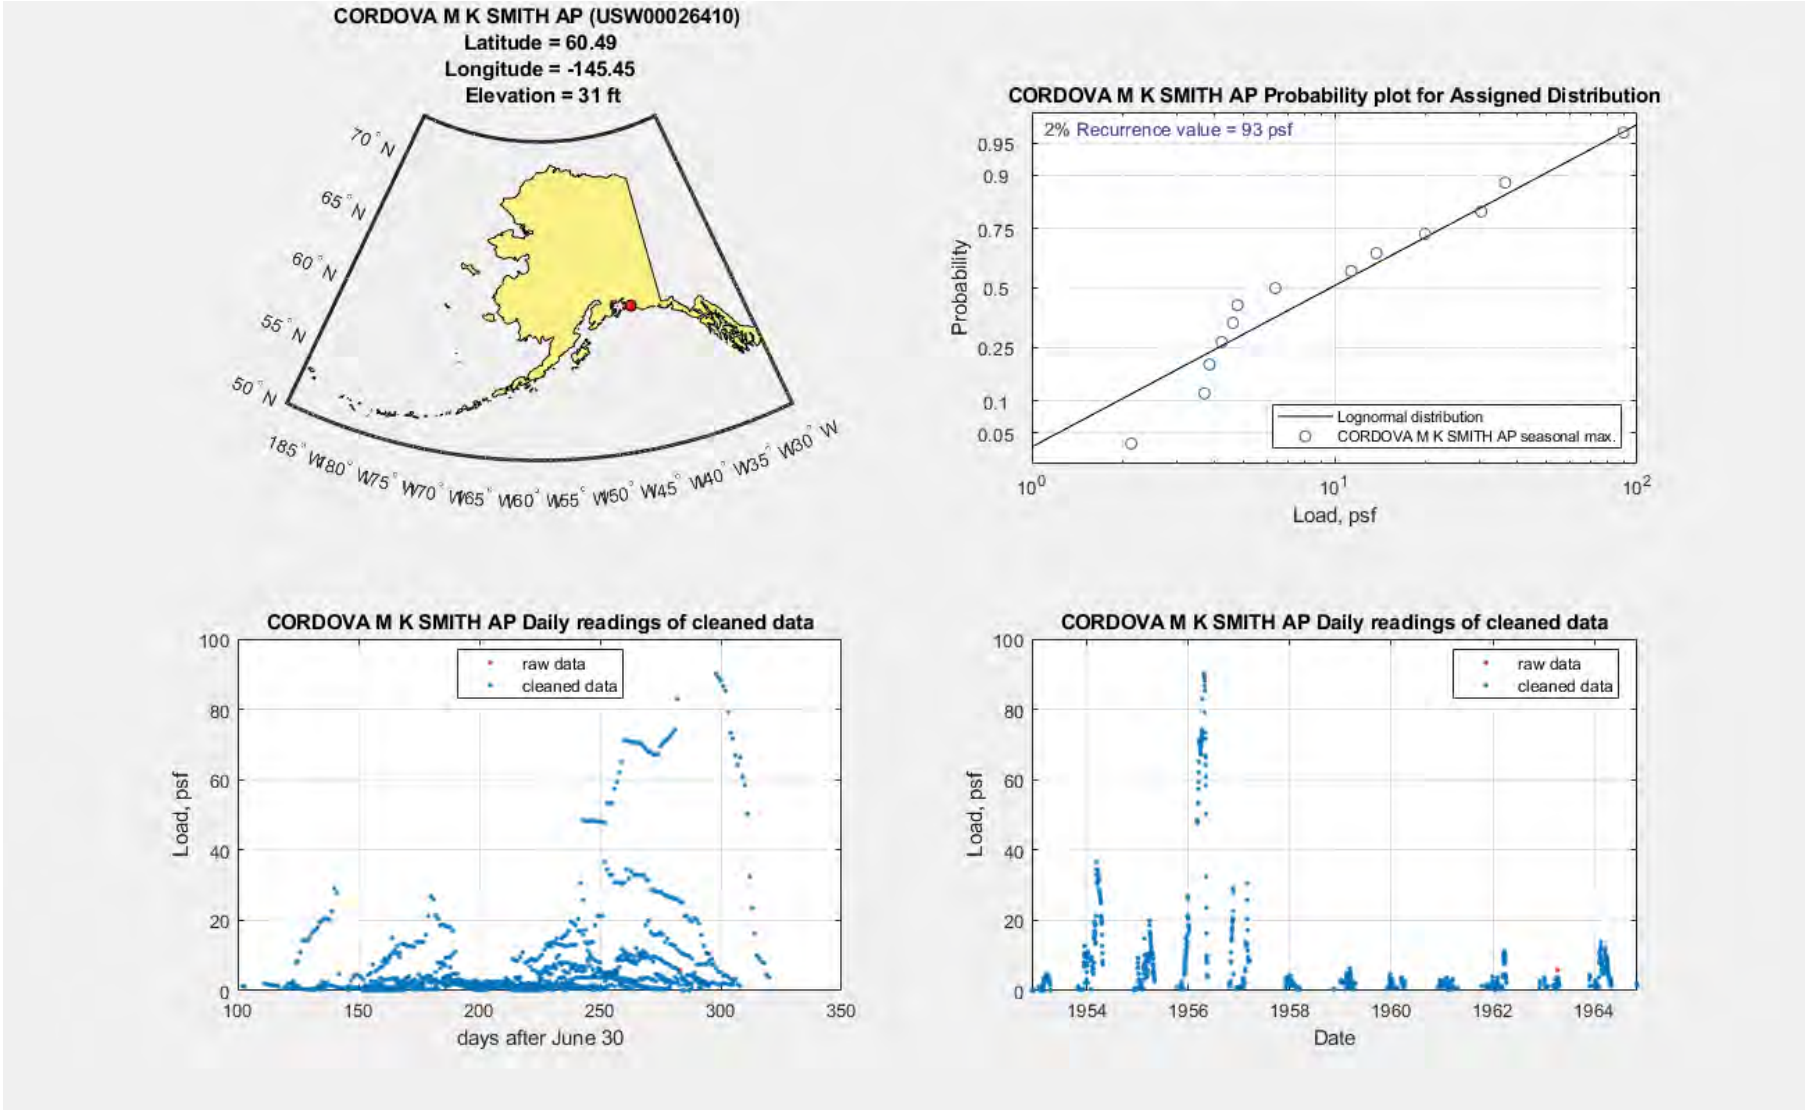 CORDOVA M K SMITH AP (USW00026410)
Latitude = 60.49
Longitude = -145.45
Elevation = 31 ft
70° N
65° N
60° N
55° N
50° N
185° W
180° W
175° W
170° W
165° W
160° W
155° W
150° W
145° W
140° W
135° W
130° W
CORDOVA M K SMITH AP Probability plot for Assigned Distribution
2% Recurrence value = 93 psf
0.95
0.9
0.75
0.5
0.25
0.1
0.05
Probability
Lognormal distribution
CORDOVA M K SMITH AP seasonal max.
10^0
10^1
10^2
Load, psf
CORDOVA M K SMITH AP Daily readings of cleaned data
raw data
cleaned data
100
80
60
40
20
0
Load, psf
100 150 200 250 300 350
days after June 30
CORDOVA M K SMITH AP Daily readings of cleaned data
raw data
cleaned data
100
80
60
40
20
0
Load, psf
1954 1956 1958 1960 1962 1964
Date